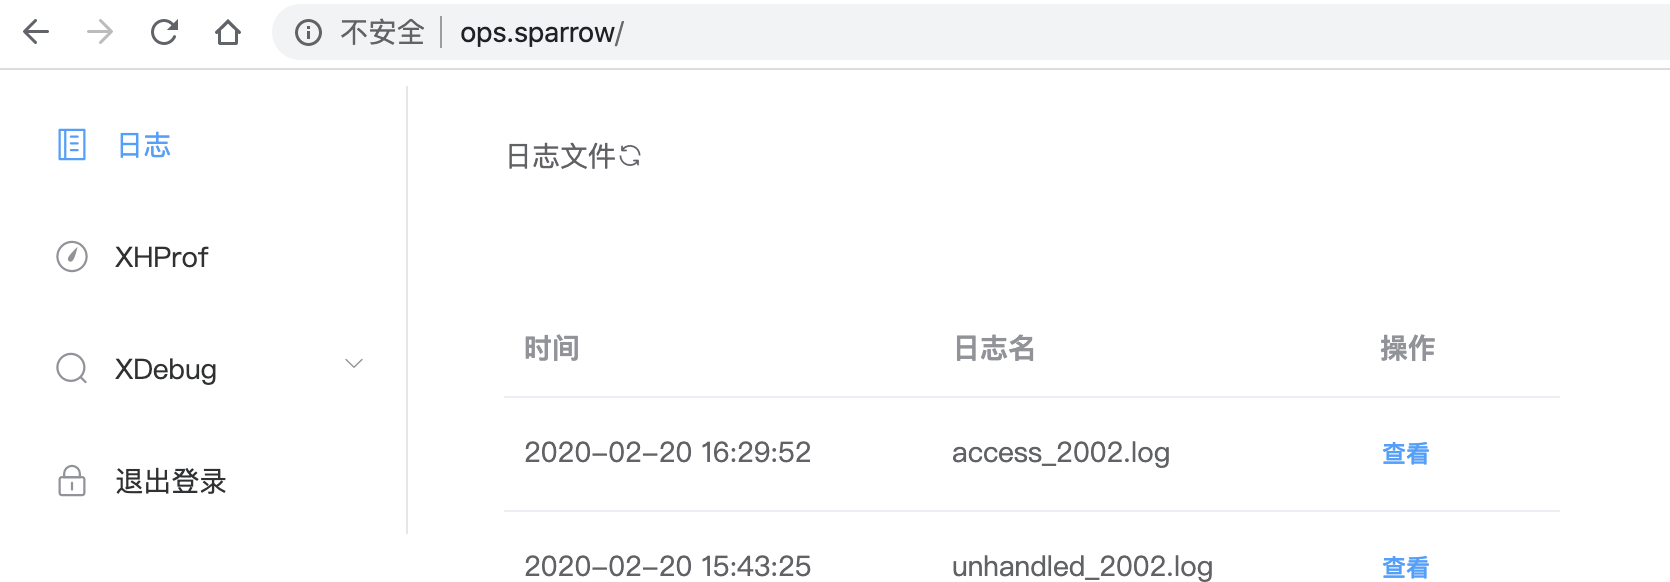 不安全 ops.sparrow/
日志
XHProf
XDebug
退出登录
日志文件
时间 日志名 操作
2020-02-20 16:29:52 access_2002.log 查看
2020-02-20 15:43:25 unhandled_2002.log 查看